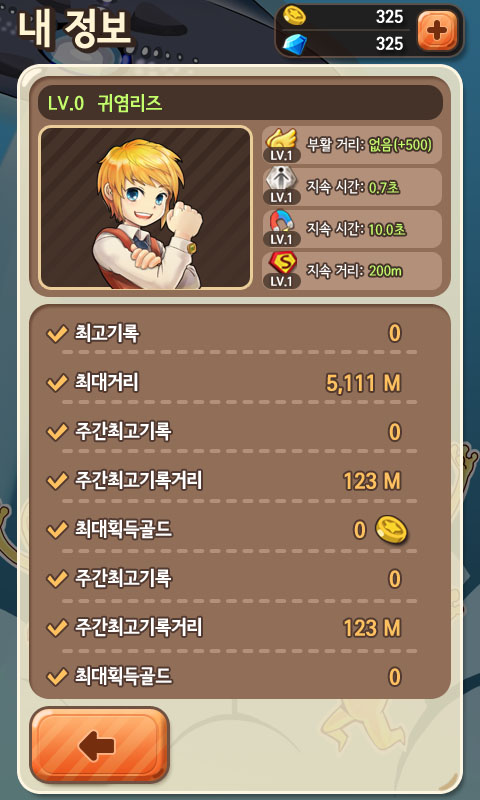 내 정보
325
325
LV.0 귀염리즈
LV.1 부활 거리: 없음(+500)
LV.1 지속 시간: 0.7초
LV.1 지속 시간: 10.0초
S LV.1 지속 거리: 200m
최고기록 0
최대거리 5,111 M
주간최고기록 0
주간최고기록거리 123 M
최대획득골드 0
주간최고기록 0
주간최고기록거리 123 M
최대획득골드 0